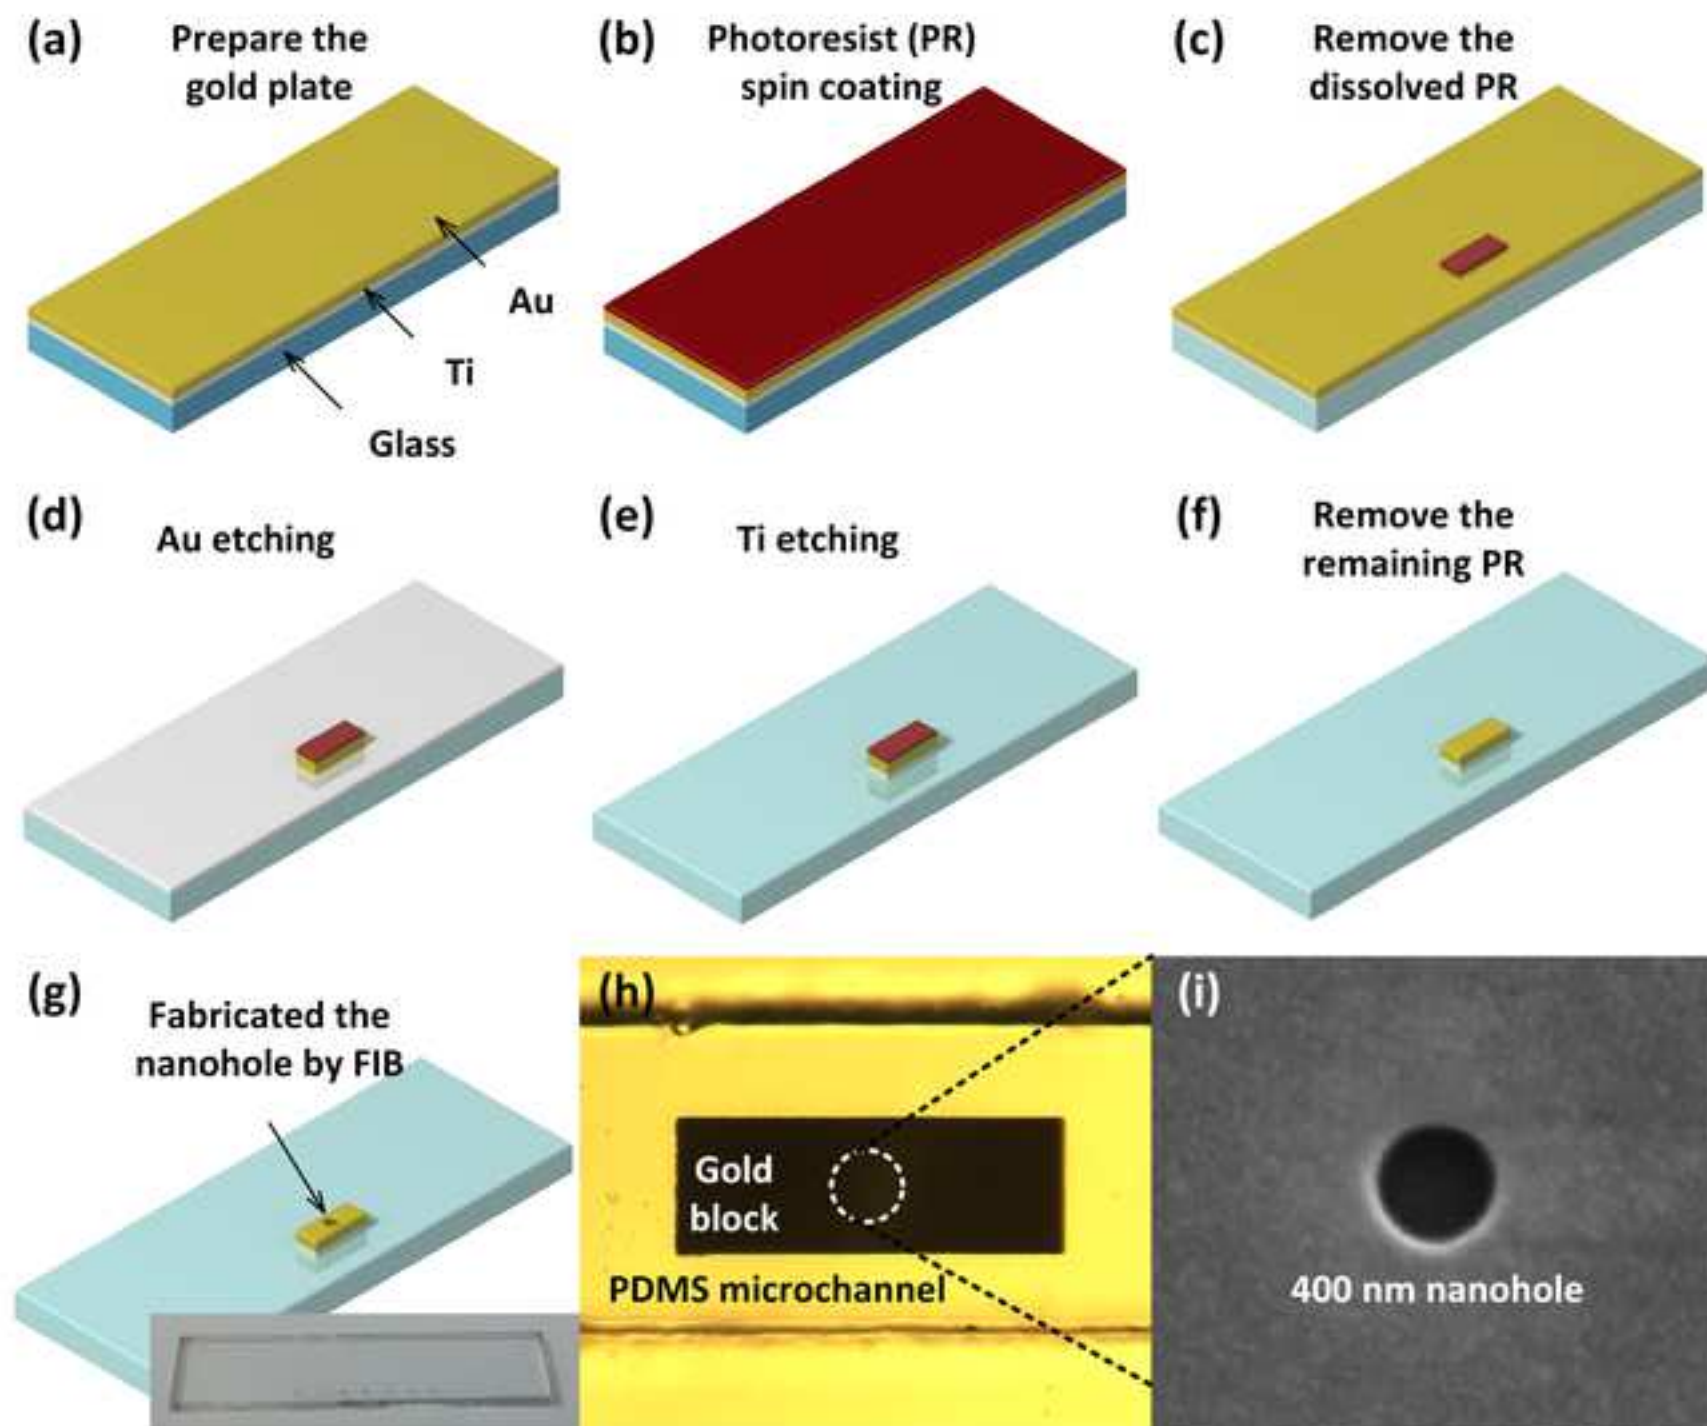 (a)
Prepare the
gold plate
Au
Ti
Glass
(b)
Photoresist (PR)
spin coating
(c)
Remove the
dissolved PR
(d)
Au etching
(e)
Ti etching
(f)
Remove the
remaining PR
(g)
Fabricated the
nanohole by FIB
(h)
Gold
block
PDMS microchannel
(i)
400 nm nanohole